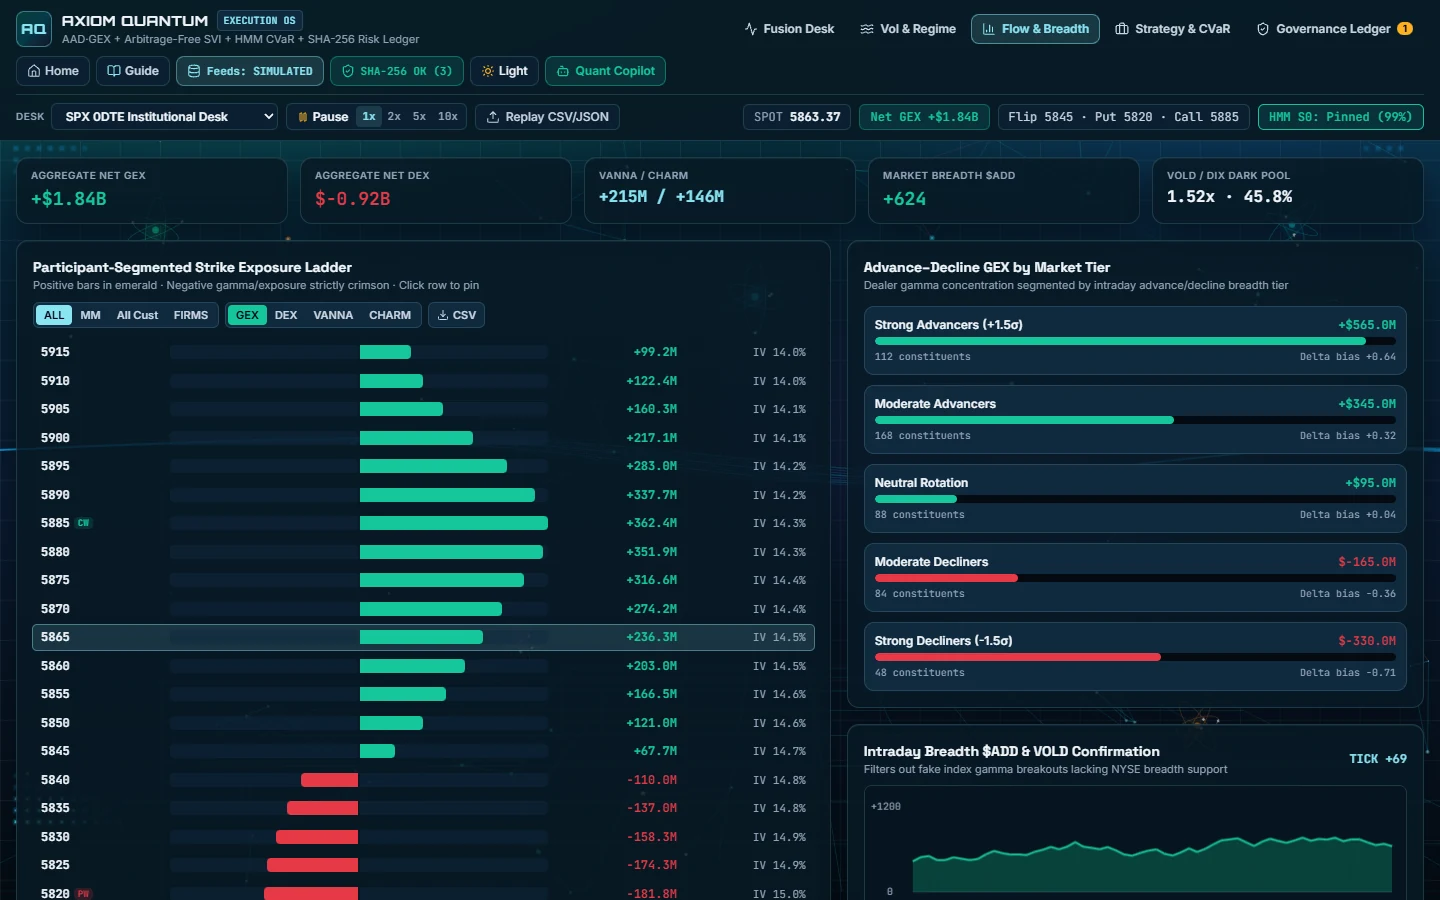 AQ
AXIOM QUANTUM EXECUTION OS
AAD-GEX + Arbitrage-Free SVI + HMM CVaR + SHA-256 Risk Ledger
Fusion Desk Vol & Regime Flow & Breadth Strategy & CVaR Governance Ledger 1
Home Guide Feeds: SIMULATED SHA-256 OK (3) Light Quant Copilot
DESK SPX 0DTE Institutional Desk Pause 1x 2x 5x 10x Replay CSV/JSON
SPOT 5863.37 Net GEX +$1.84B Flip 5845 · Put 5820 · Call 5885 HMM S0: Pinned (99%)
AGGREGATE NET GEX
+$1.84B
AGGREGATE NET DEX
$-0.92B
VANNA / CHARM
+215M / +146M
MARKET BREADTH $ADD
+624
VOLD / DIX DARK POOL
1.52x · 45.8%
Participant-Segmented Strike Exposure Ladder
Positive bars in emerald · Negative gamma/exposure strictly crimson · Click row to pin
ALL MM All Cust FIRMS GEX DEX VANNA CHARM CSV
5915 +99.2M IV 14.0%
5910 +122.4M IV 14.0%
5905 +160.3M IV 14.1%
5900 +217.1M IV 14.1%
5895 +283.0M IV 14.2%
5890 +337.7M IV 14.2%
5885 CW +362.4M IV 14.3%
5880 +351.9M IV 14.3%
5875 +316.6M IV 14.4%
5870 +274.2M IV 14.4%
5865 +236.3M IV 14.5%
5860 +203.0M IV 14.5%
5855 +166.5M IV 14.6%
5850 +121.0M IV 14.6%
5845 +67.7M IV 14.7%
5840 -110.0M IV 14.8%
5835 -137.0M IV 14.8%
5830 -158.3M IV 14.9%
5825 -174.3M IV 14.9%
5820 PW -181.8M IV 15.0%
Advance-Decline GEX by Market Tier
Dealer gamma concentration segmented by intraday advance/decline breadth tier
Strong Advancers (+1.5σ) +$565.0M
112 constituents Delta bias +0.64
Moderate Advancers +$345.0M
168 constituents Delta bias +0.32
Neutral Rotation +$95.0M
88 constituents Delta bias +0.04
Moderate Decliners $-165.0M
84 constituents Delta bias -0.36
Strong Decliners (-1.5σ) $-330.0M
48 constituents Delta bias -0.71
Intraday Breadth $ADD & VOLD Confirmation TICK +69
Filters out fake index gamma breakouts lacking NYSE breadth support
+1200
0